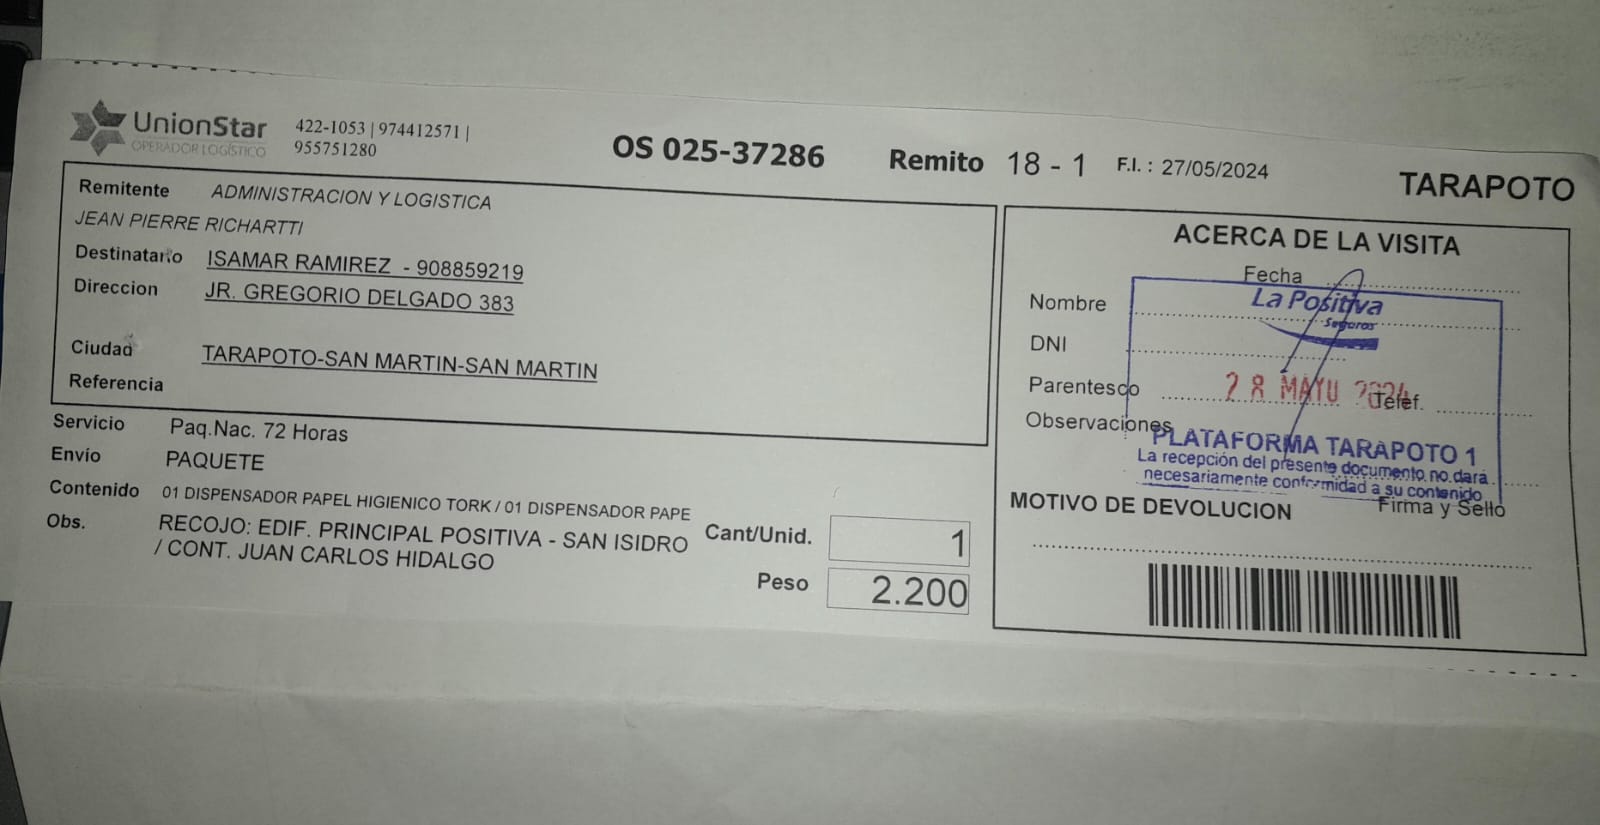 UnionStar
OPERADOR LOGÍSTICO
422-1053 | 974412571 |
955751280
OS 025-37286
Remito 18 - 1
F.I. : 27/05/2024
TARAPOTO
Remitente ADMINISTRACION Y LOGISTICA
JEAN PIERRE RICHARTTI
Destinatario ISAMAR RAMIREZ - 908859219
Direccion JR. GREGORIO DELGADO 383
Ciudad TARAPOTO-SAN MARTIN-SAN MARTIN
Referencia
Servicio Paq.Nac. 72 Horas
Envío PAQUETE
Contenido 01 DISPENSADOR PAPEL HIGIENICO TORK / 01 DISPENSADOR PAPE
Obs. RECOJO: EDIF. PRINCIPAL POSITIVA - SAN ISIDRO
/ CONT. JUAN CARLOS HIDALGO
Cant/Unid. 1
Peso 2.200
ACERCA DE LA VISITA
Fecha
Nombre
La Positiva
Seguros
DNI
Parentesco
28 MAYO 2024
Telef.
Observaciones
PLATAFORMA TARAPOTO 1
La recepción del presente documento no dará
necesariamente conformidad a su contenido
Firma y Sello
MOTIVO DE DEVOLUCION